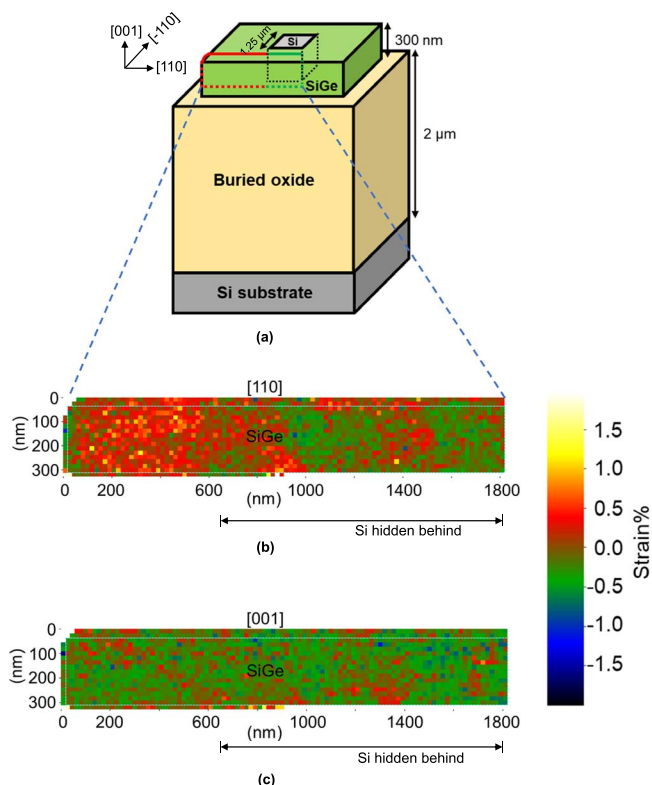 [001]
[-110]
[110]
1.25 µm
Si
300 nm
SiGe
2 µm
Buried oxide
Si substrate
(a)
[110]
0
100
200
300
(nm)
SiGe
0 200 600 1000 1400 1800
(nm)
Si hidden behind
(b)
[001]
0
100
200
300
(nm)
SiGe
0 200 600 1000 1400 1800
(nm)
Si hidden behind
(c)
1.5
1.0
0.5
0.0
-0.5
-1.0
-1.5
Strain%